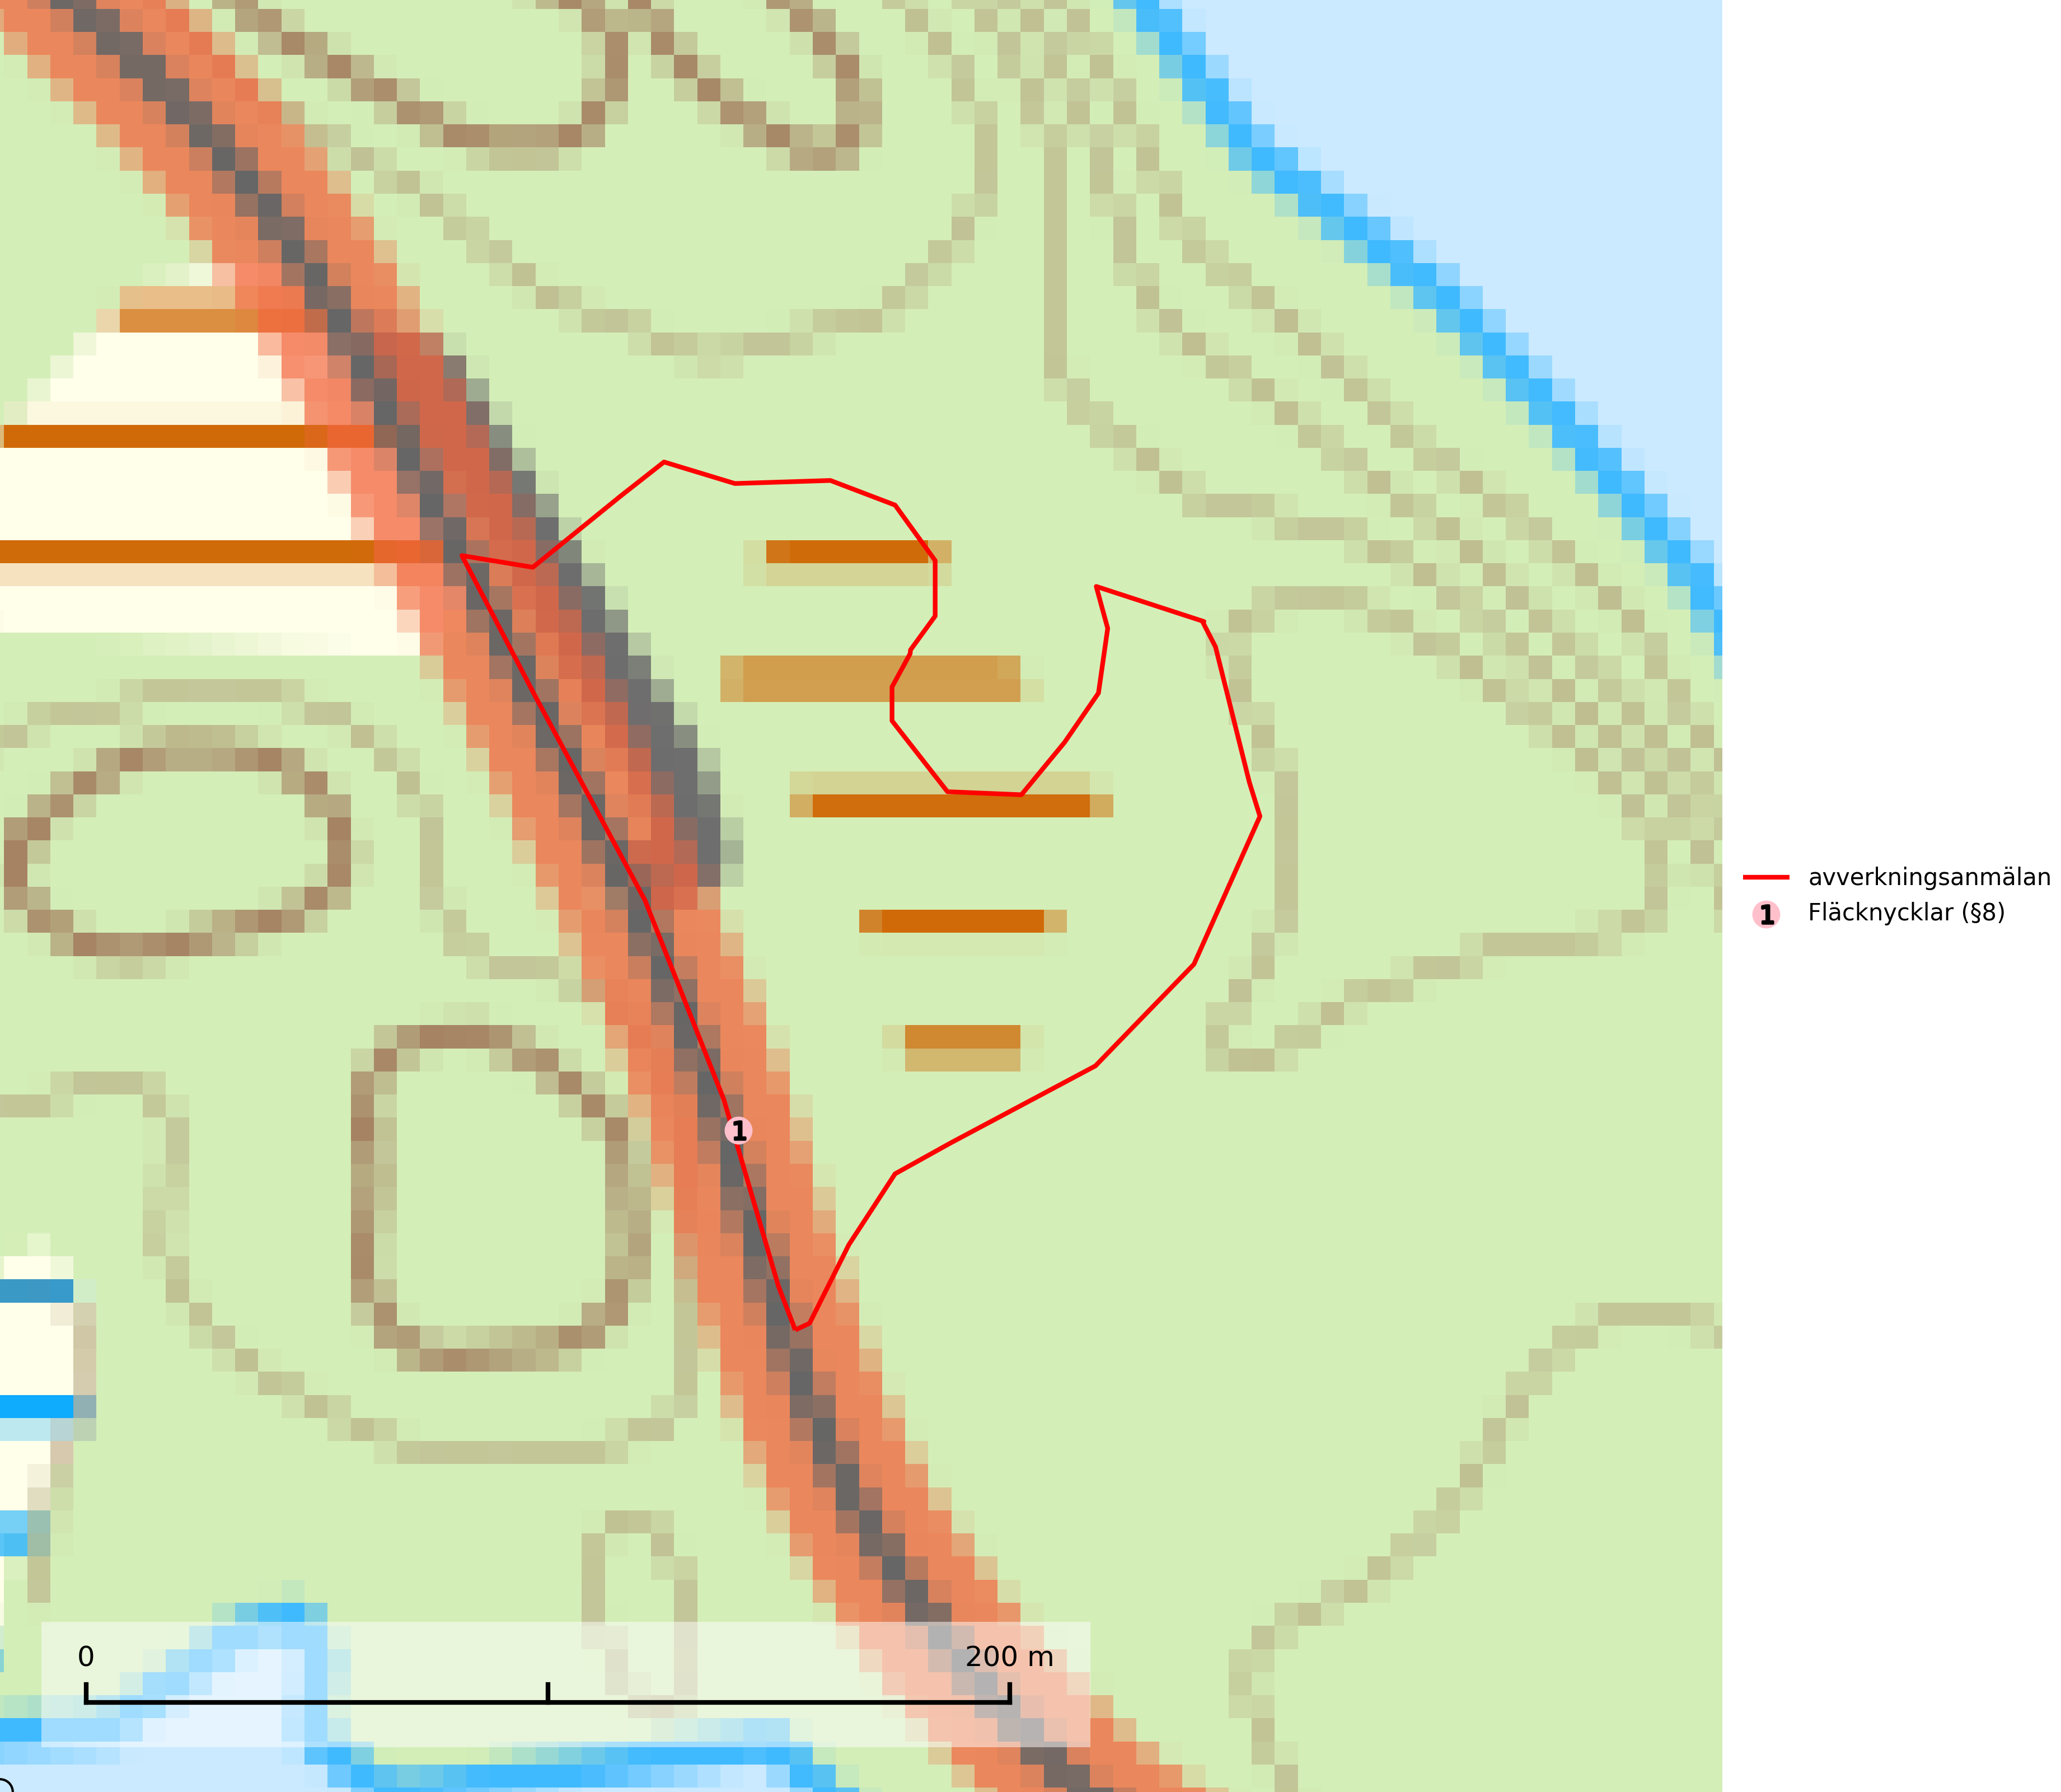 avverkningsanmälan
1 Fläcknycklar (§8)
1
0 200 m